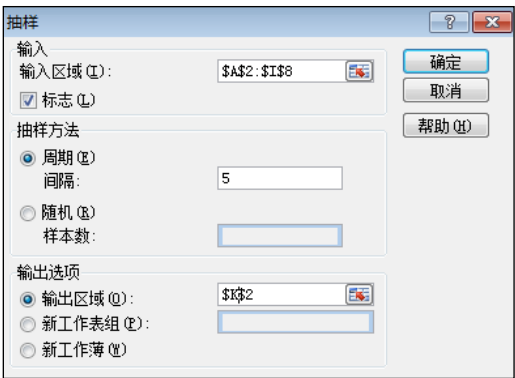 抽样
输入
输入区域(I): $A$2:$I$8
标志(L)
抽样方法
周期(E)
间隔: 5
随机(R)
样本数:
输出选项
输出区域(O): $K$2
新工作表组(P):
新工作薄(W)
确定
取消
帮助(H)